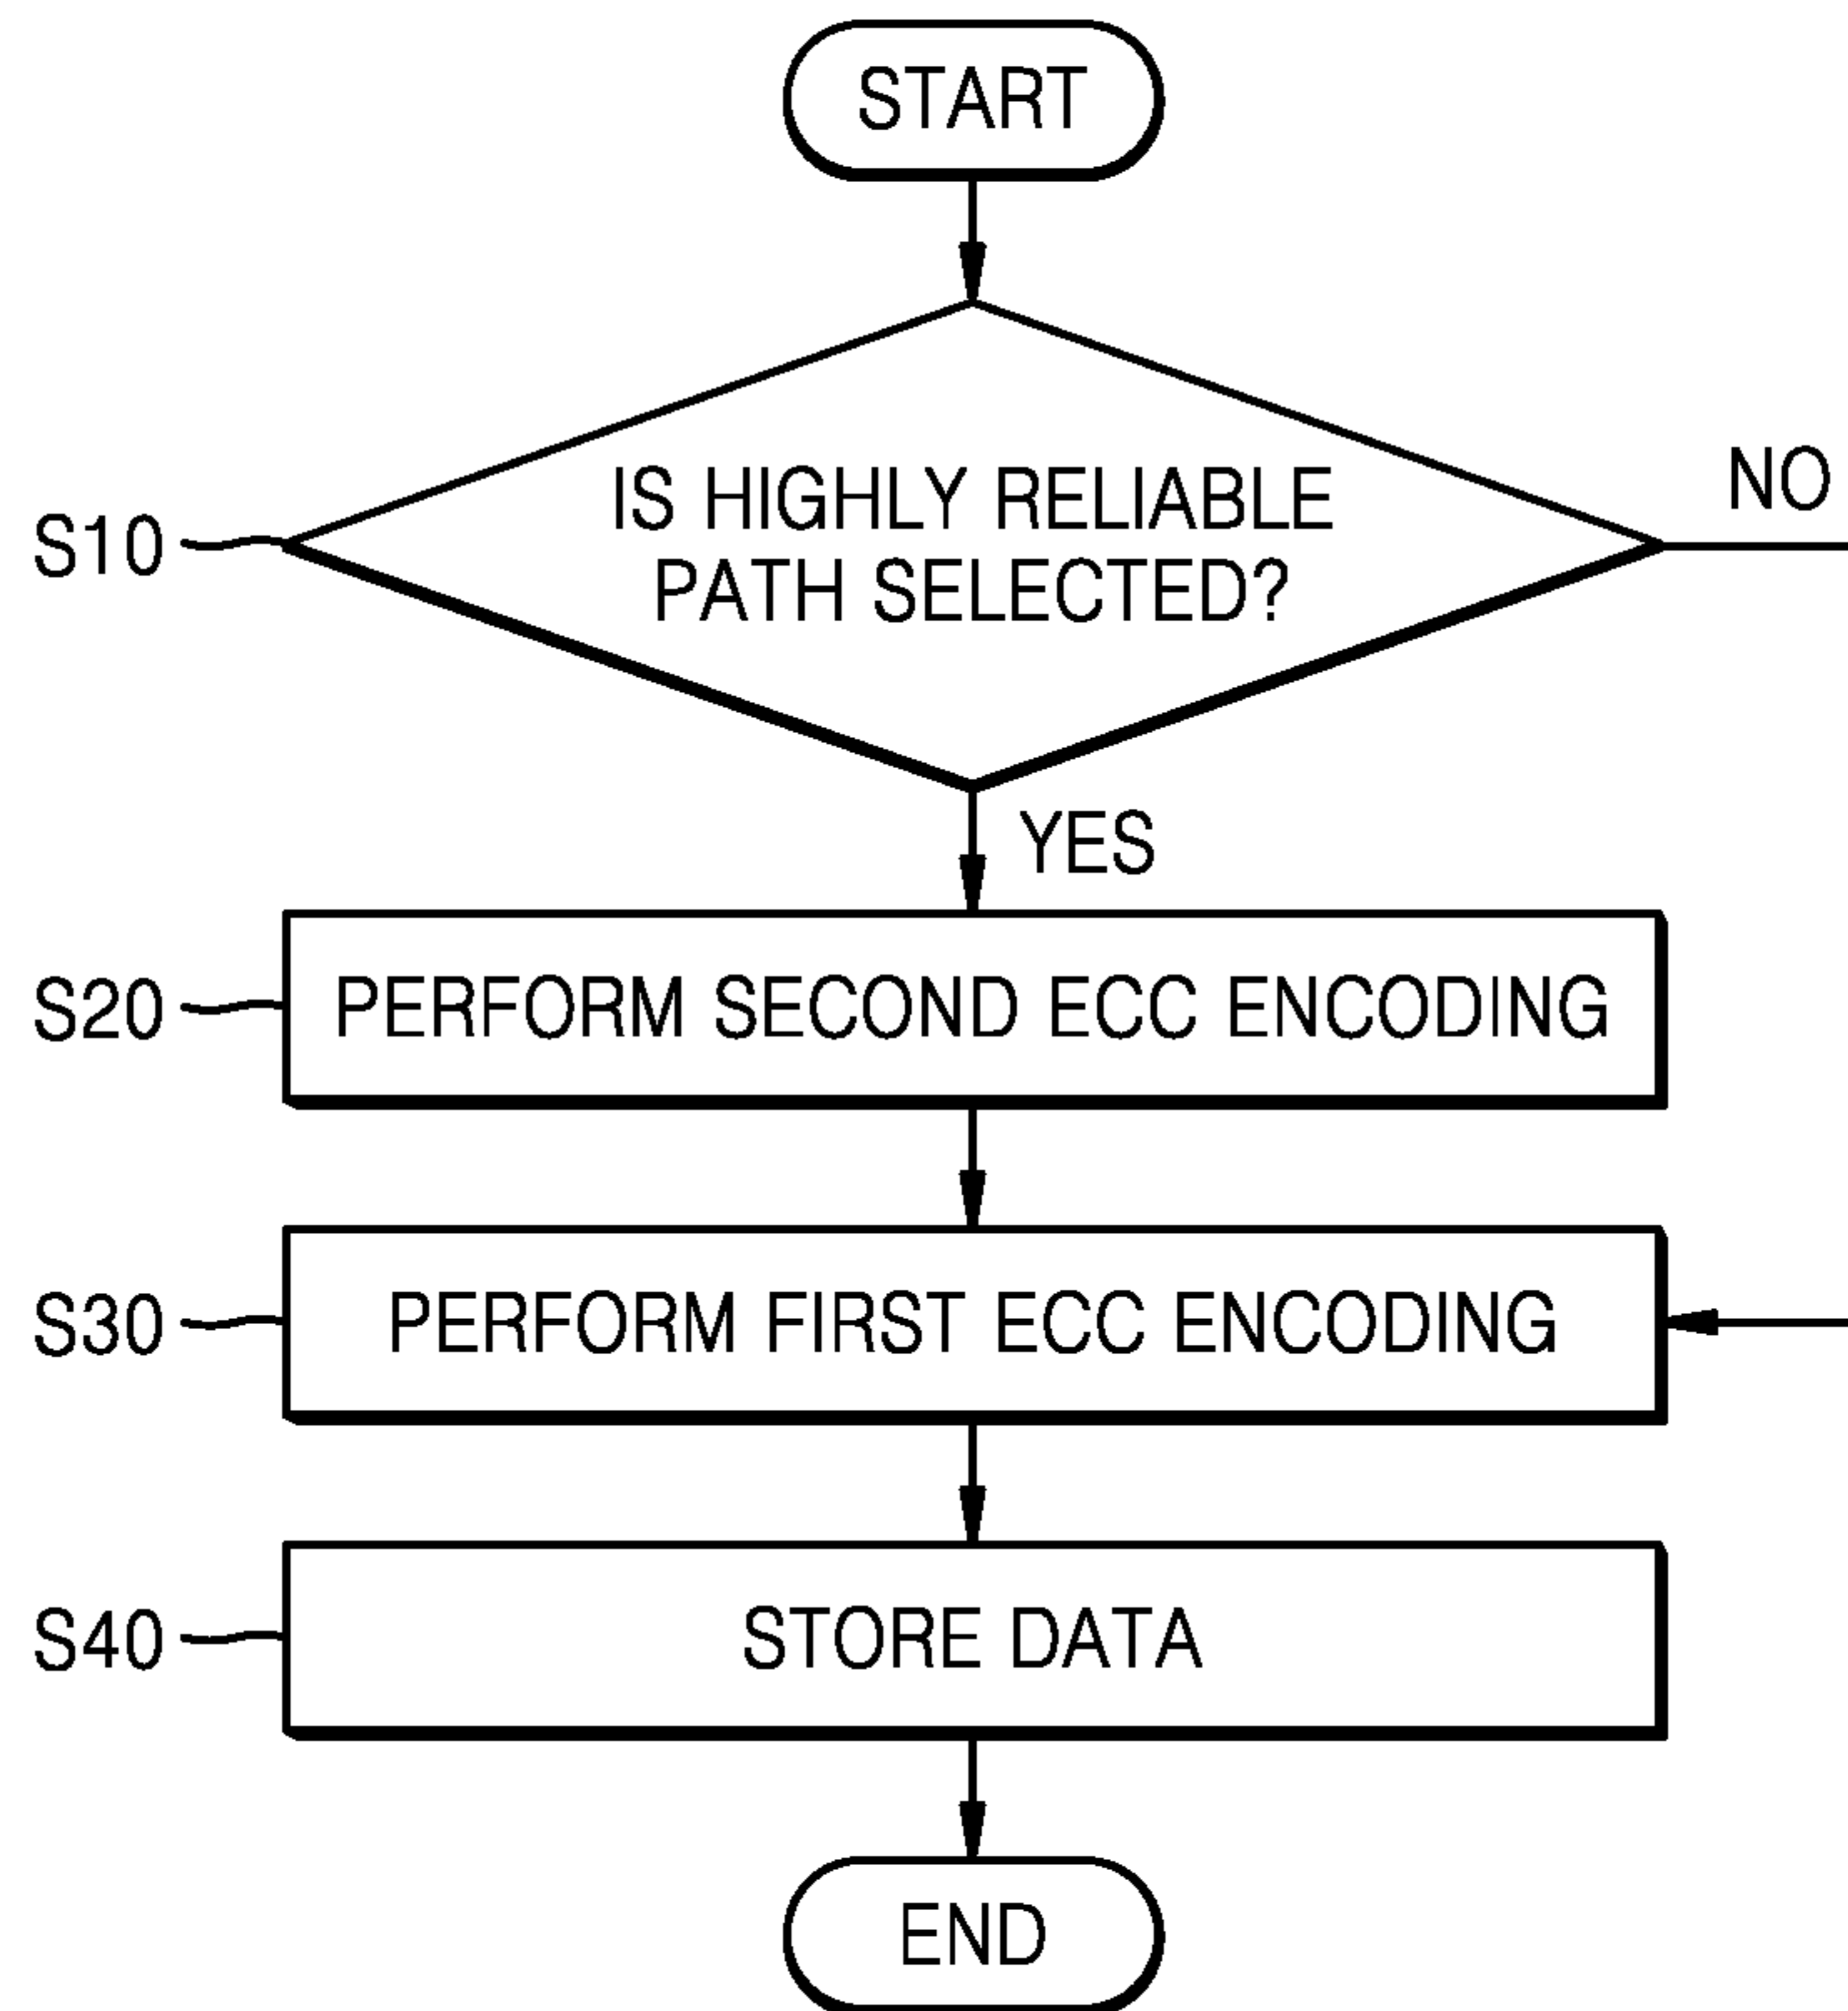 START
IS HIGHLY RELIABLE
PATH SELECTED?
NO
S10
YES
S20
PERFORM SECOND ECC ENCODING
S30
PERFORM FIRST ECC ENCODING
S40
STORE DATA
END